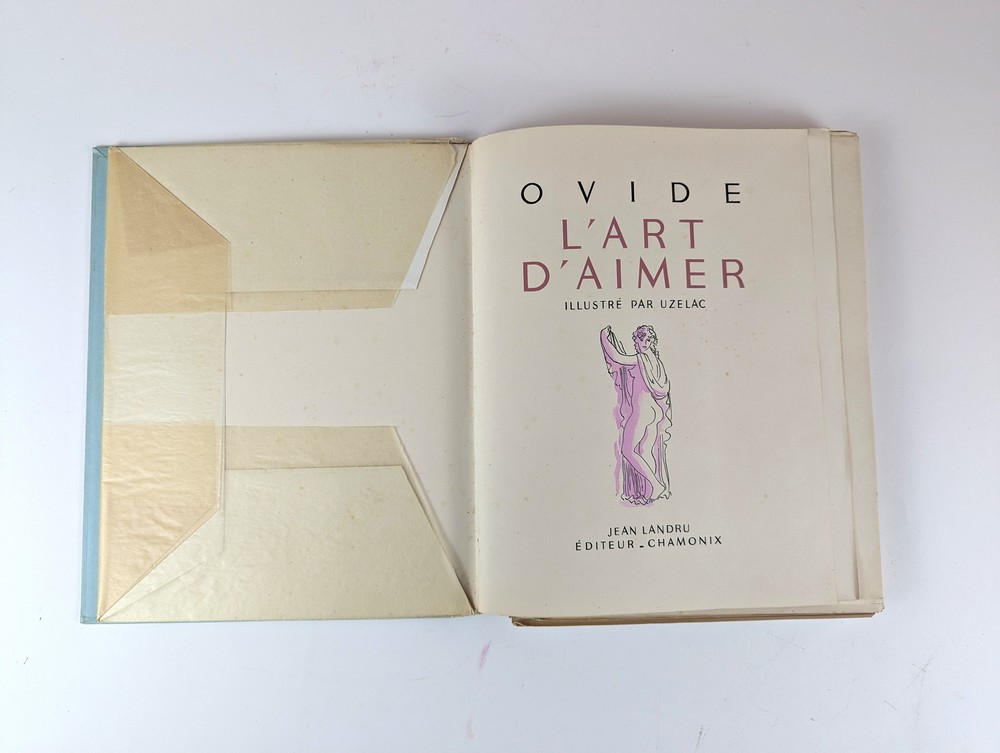 OVIDE
L'ART
D'AIMER
ILLUSTRÉ PAR UZELAC
JEAN LANDRU
ÉDITEUR - CHAMONIX